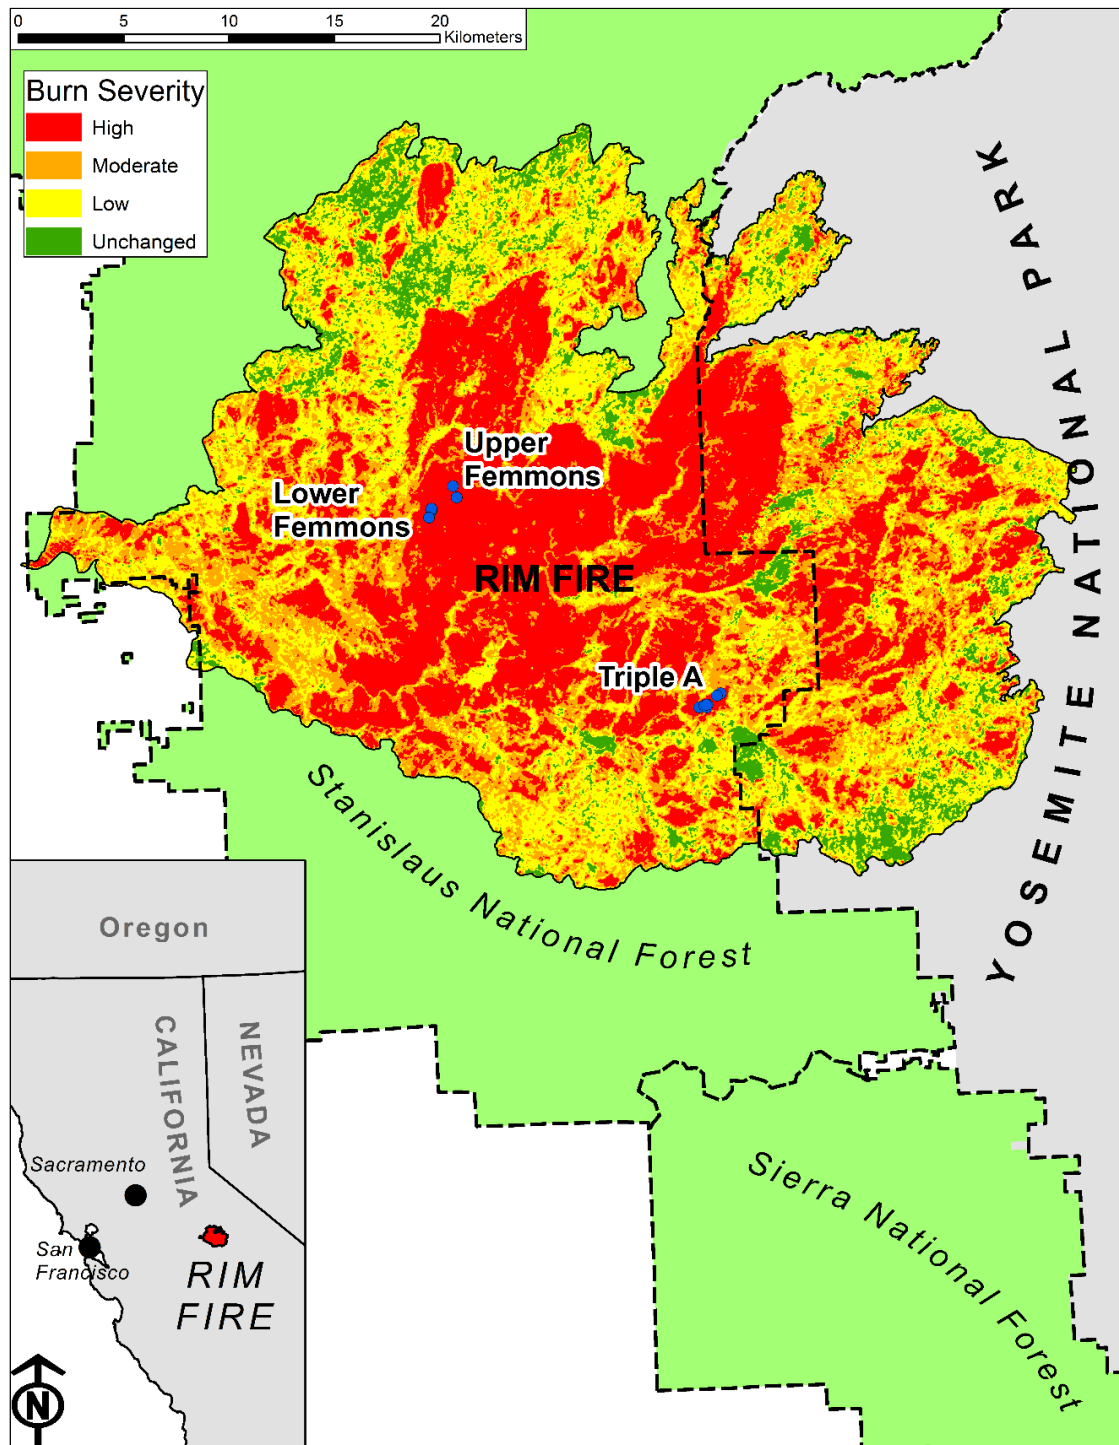 0 5 10 15 20
Kilometers
Burn Severity
High
Moderate
Low
Unchanged
YOSEMITE NATIONAL PARK
Upper
Femmons
Lower
Femmons
RIM FIRE
Triple A
Stanislaus National Forest
Sierra National Forest
Oregon
CALIFORNIA
NEVADA
Sacramento
San
Francisco
RIM
FIRE
N